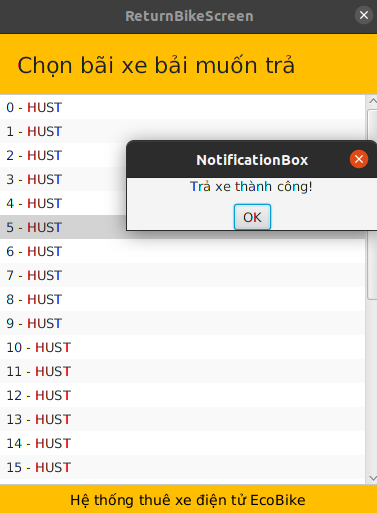 ReturnBikeScreen
Chọn bãi xe bải muốn trả
0 - HUST
1 - HUST
2 - HUST
3 - HUST
4 - HUST
5 - HUST
6 - HUST
7 - HUST
8 - HUST
9 - HUST
10 - HUST
11 - HUST
12 - HUST
13 - HUST
14 - HUST
15 - HUST
NotificationBox
Trả xe thành công!
OK
Hệ thống thuê xe điện tử EcoBike